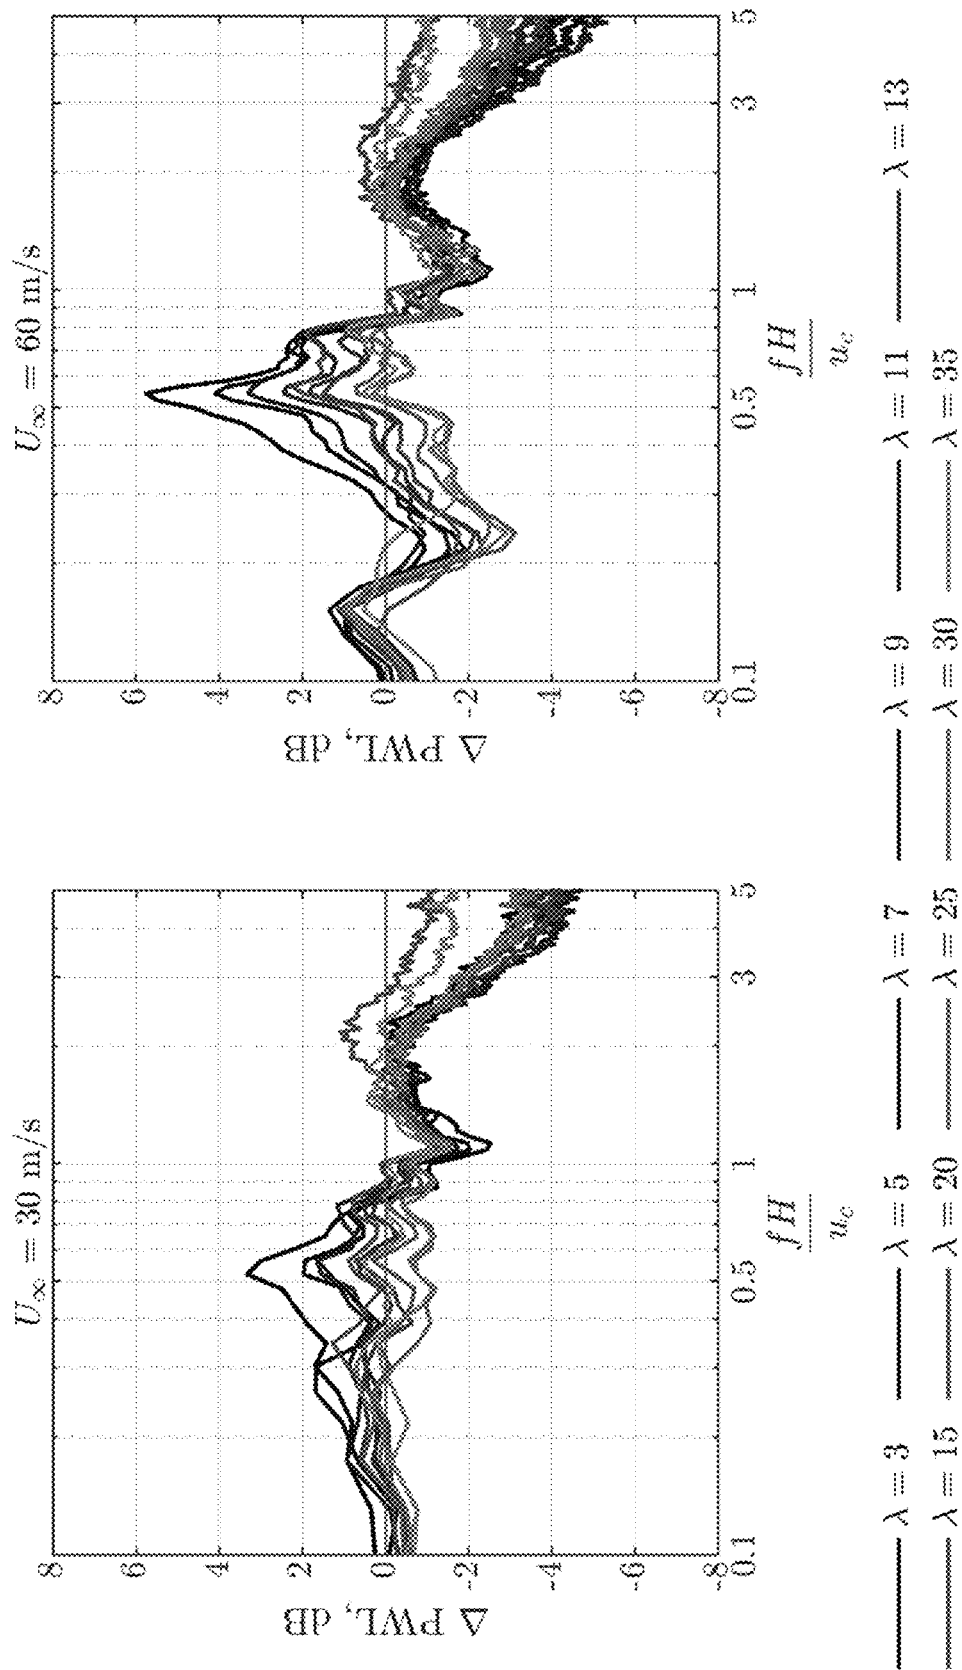 U∞ = 30 m/s
8
6
4
2
0
-2
-4
-6
-8
Δ PWL, dB
0.1
0.5
1
3
5
fH
u_c
U∞ = 60 m/s
8
6
4
2
0
-2
-4
-6
-8
Δ PWL, dB
0.1
0.5
1
3
5
fH
u_c
λ = 3 λ = 5 λ = 7 λ = 9 λ = 11 λ = 13
λ = 15 λ = 20 λ = 25 λ = 30 λ = 35